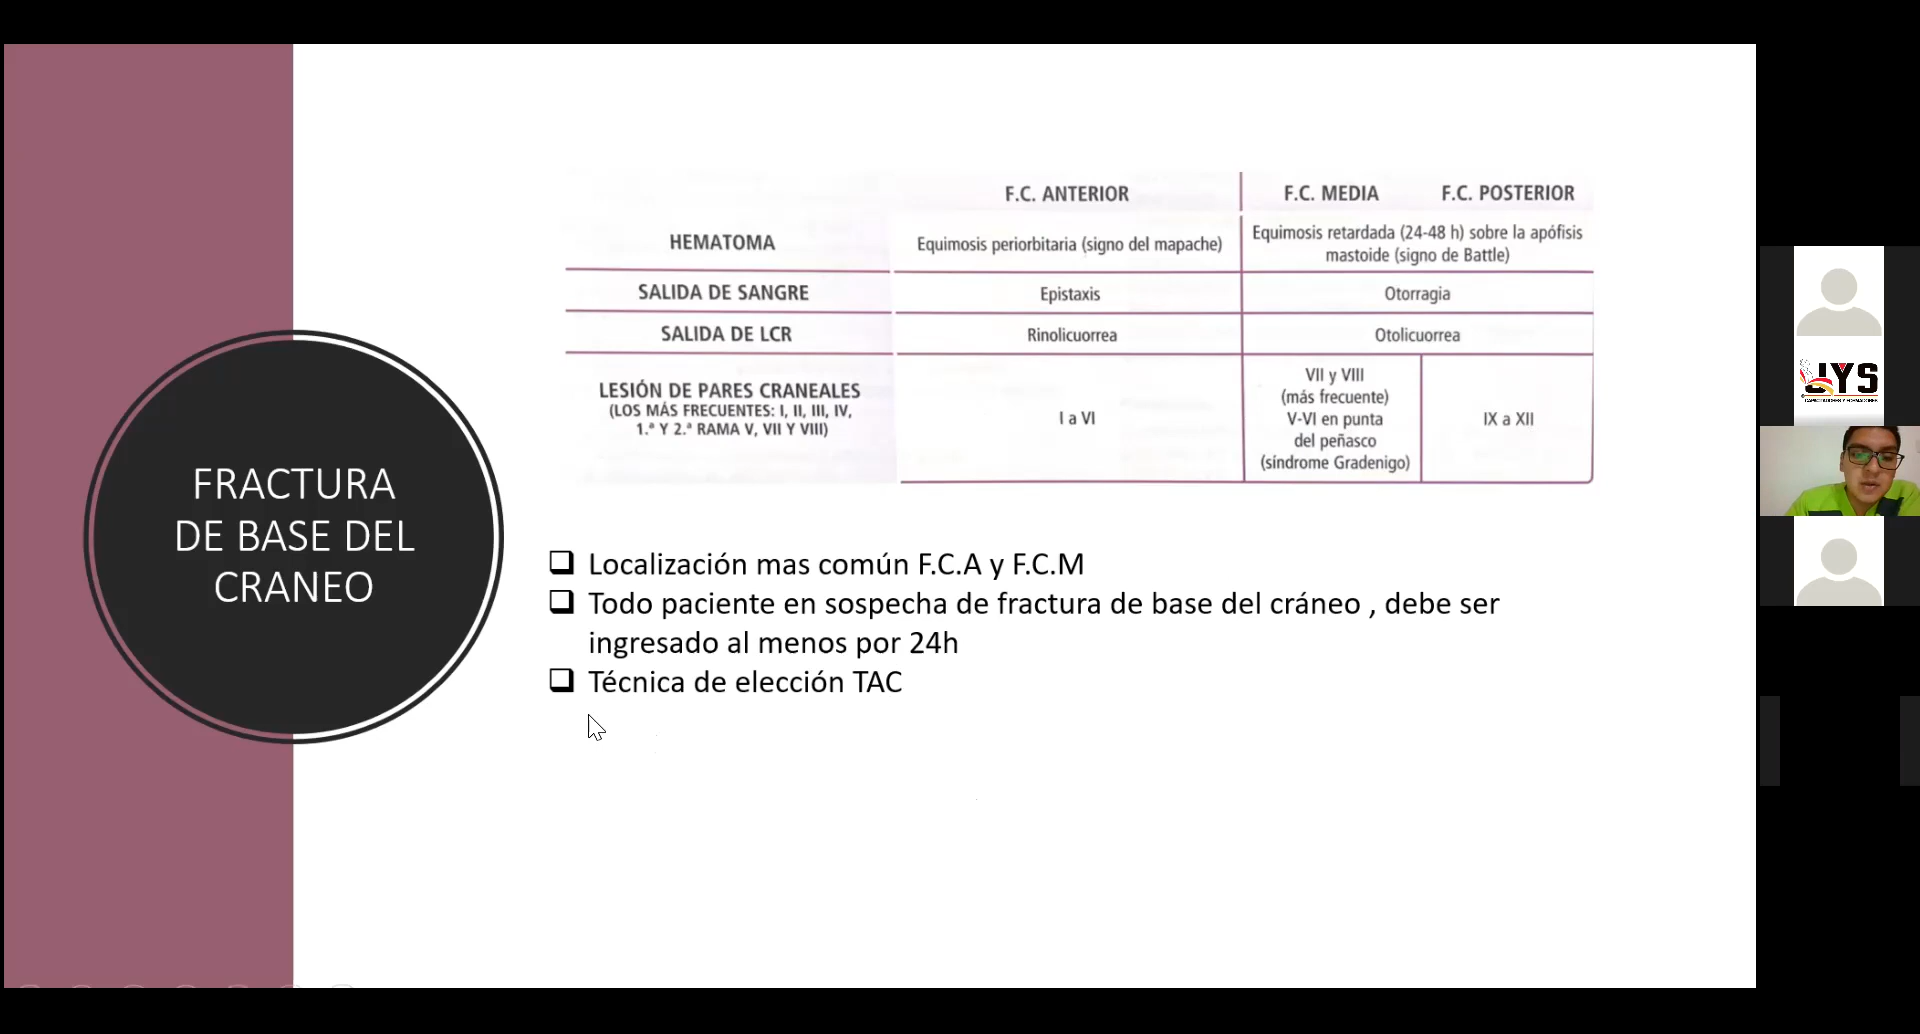 FRACTURA
DE BASE DEL
CRANEO
F.C. ANTERIOR F.C. MEDIA F.C. POSTERIOR
HEMATOMA
Equimosis periorbitaria (signo del mapache)
Equimosis retardada (24-48 h) sobre la apófisis
mastoide (signo de Battle)
SALIDA DE SANGRE
Epistaxis
Otorragia
SALIDA DE LCR
Rinolicuorrea
Otolicuorrea
LESIÓN DE PARES CRANEALES
(LOS MÁS FRECUENTES: I, II, III, IV,
1.ª Y 2.ª RAMA V, VII Y VIII)
I a VI
VII y VIII
(más frecuente)
V-VI en punta
del peñasco
(síndrome Gradenigo)
IX a XII
Localización mas común F.C.A y F.C.M
Todo paciente en sospecha de fractura de base del cráneo , debe ser
ingresado al menos por 24h
Técnica de elección TAC
JYS